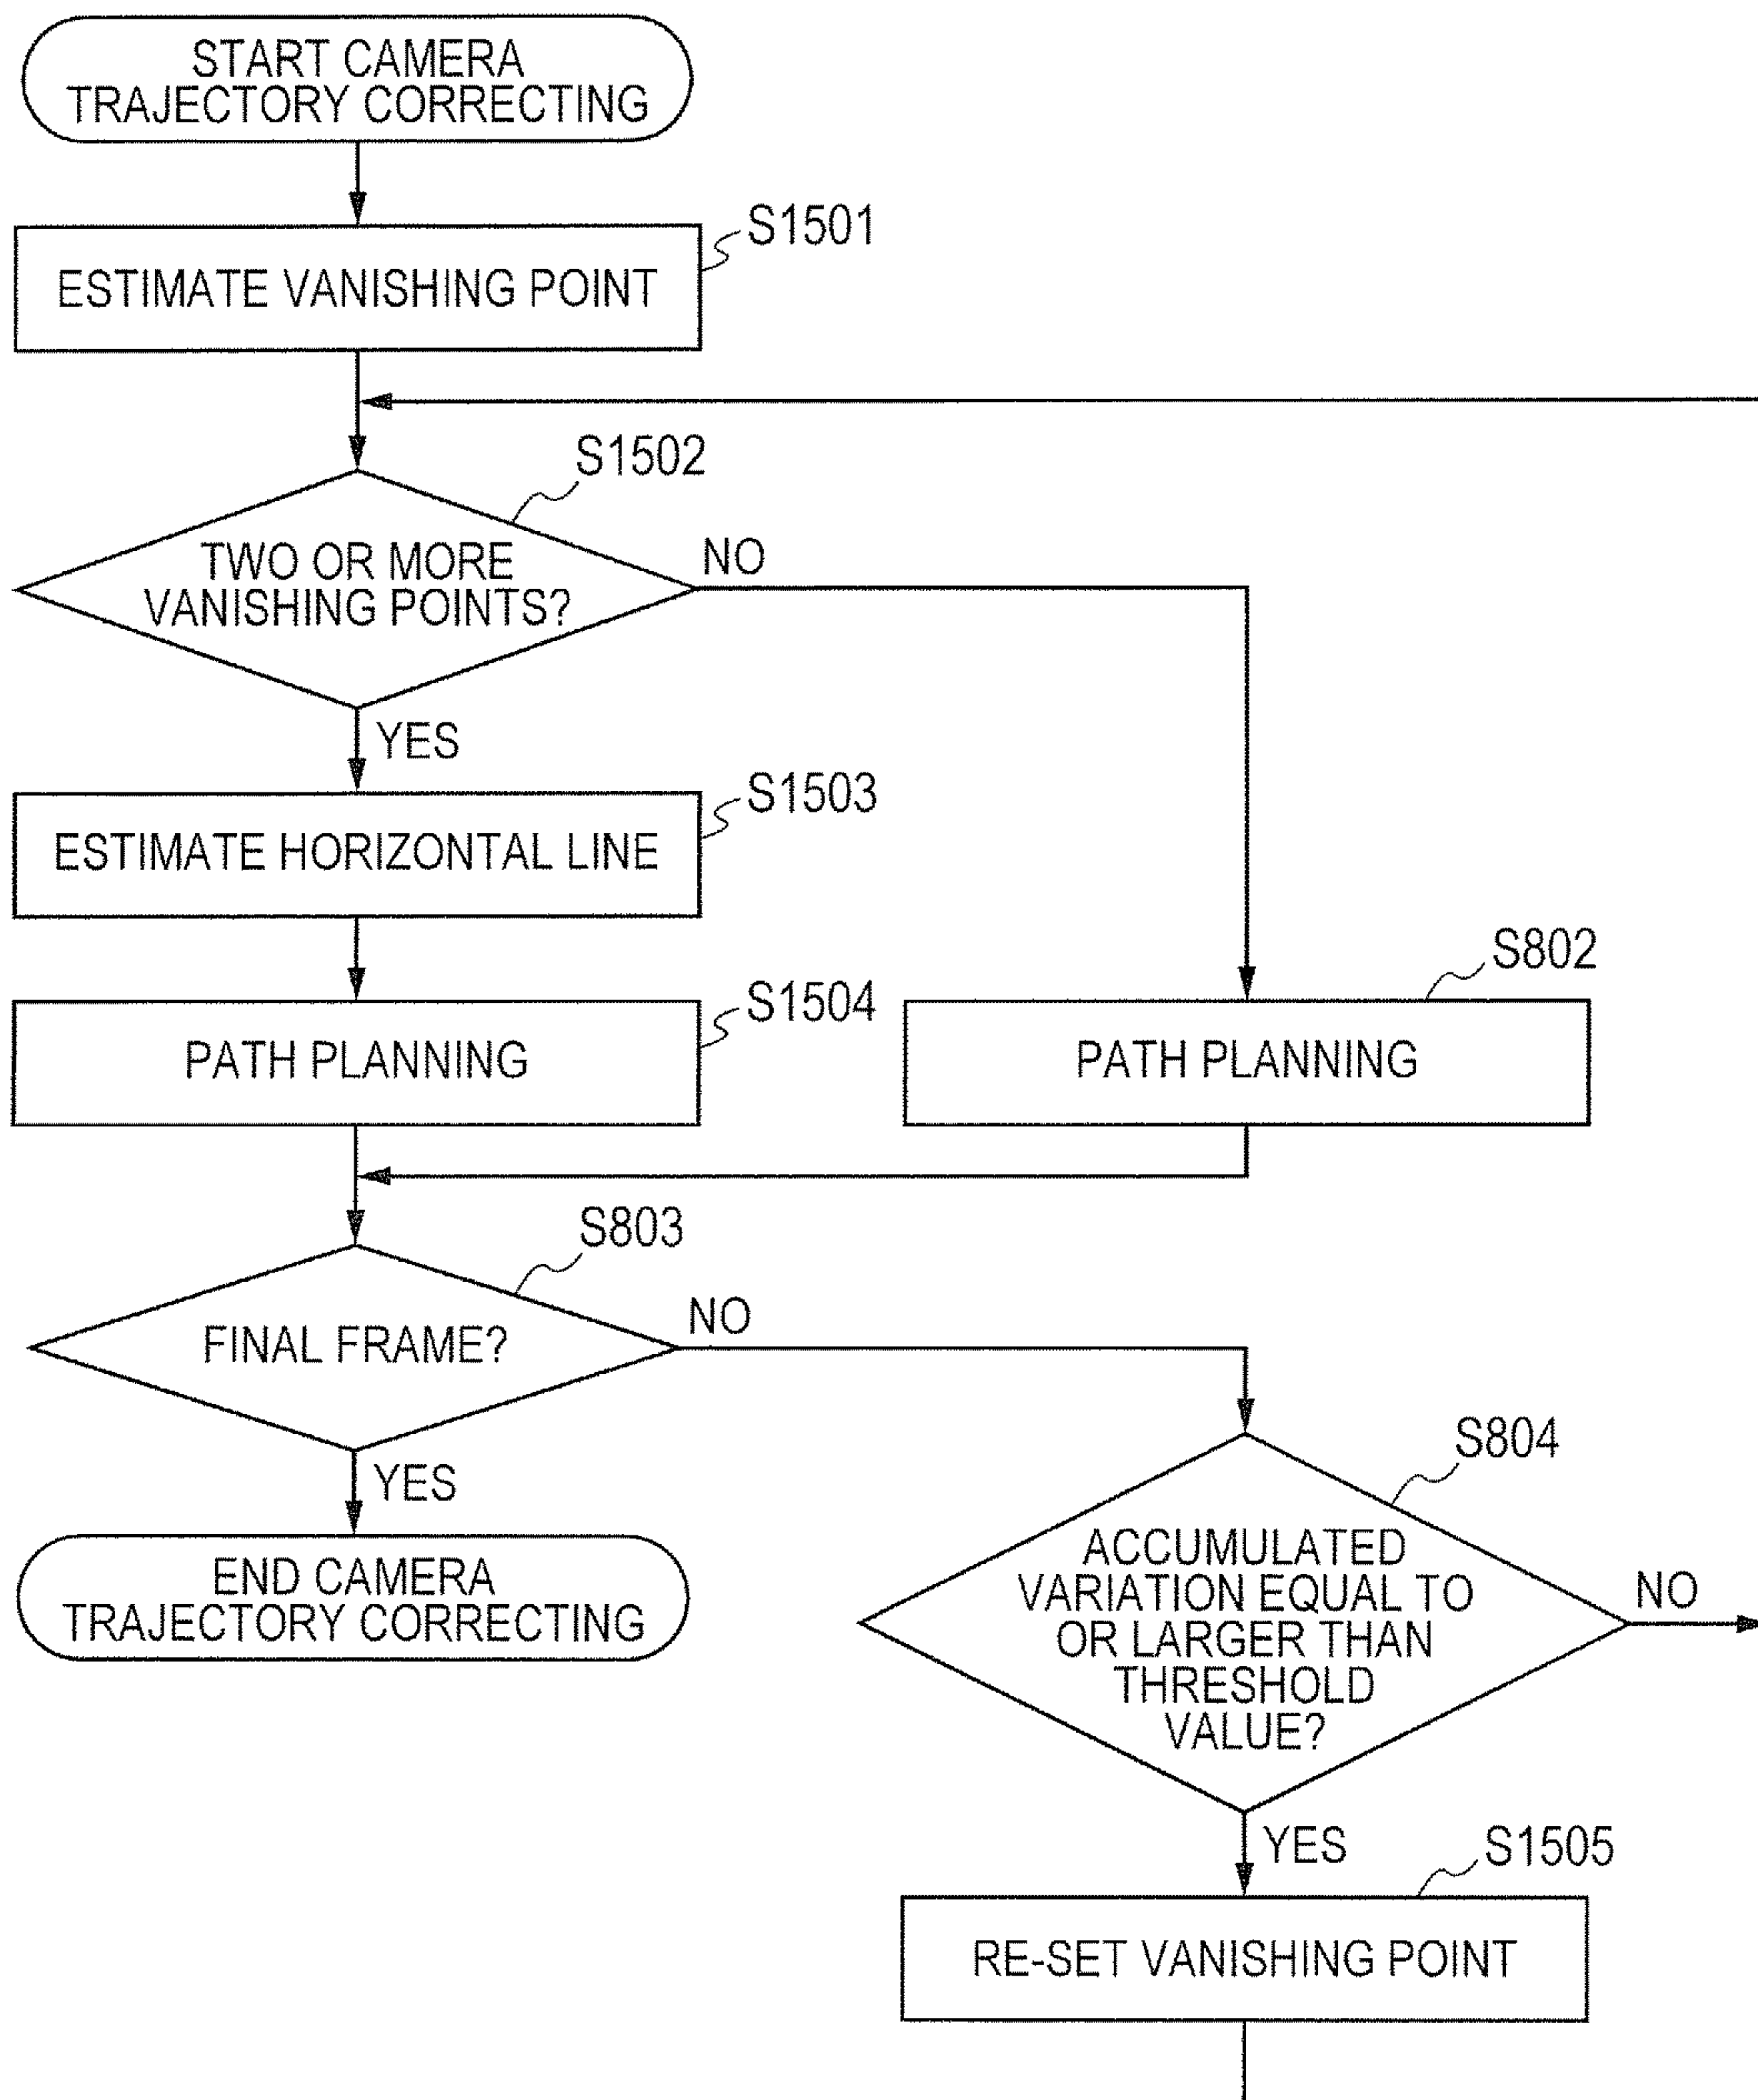 START CAMERA
TRAJECTORY CORRECTING
S1501
ESTIMATE VANISHING POINT
S1502
TWO OR MORE
VANISHING POINTS?
NO
YES
S1503
ESTIMATE HORIZONTAL LINE
S1504
PATH PLANNING
S802
PATH PLANNING
S803
FINAL FRAME?
NO
YES
END CAMERA
TRAJECTORY CORRECTING
S804
ACCUMULATED
VARIATION EQUAL TO
OR LARGER THAN
THRESHOLD
VALUE?
NO
YES
S1505
RE-SET VANISHING POINT